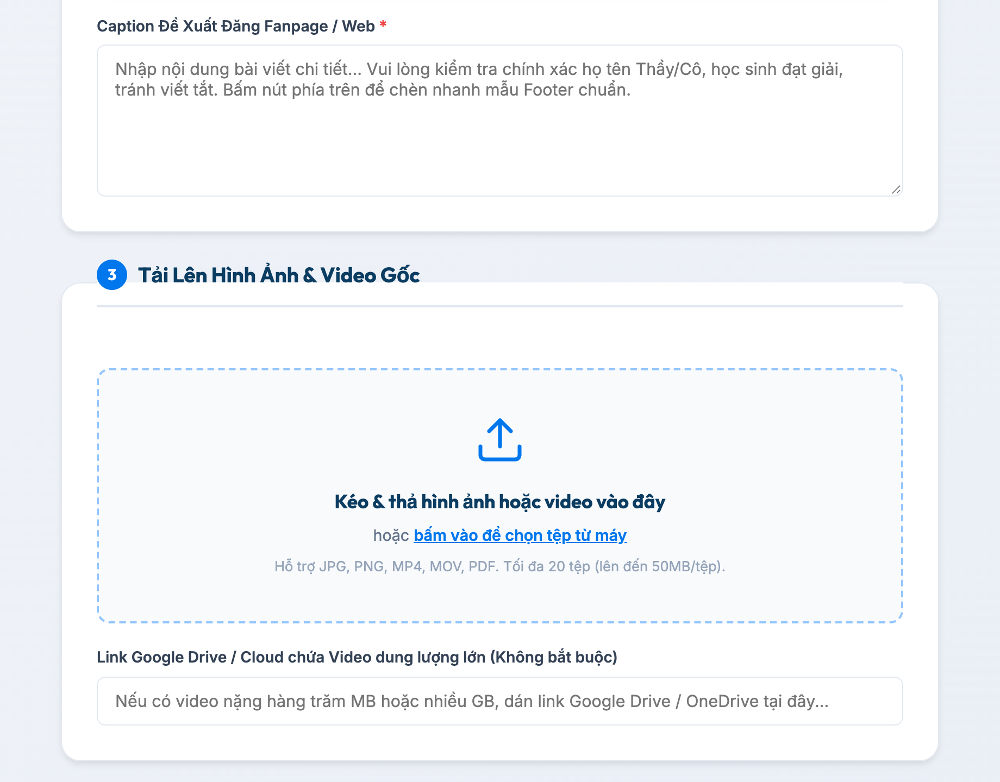 Caption Đề Xuất Đăng Fanpage / Web *
Nhập nội dung bài viết chi tiết... Vui lòng kiểm tra chính xác họ tên Thầy/Cô, học sinh đạt giải,
tránh viết tắt. Bấm nút phía trên để chèn nhanh mẫu Footer chuẩn.
3 Tải Lên Hình Ảnh & Video Gốc
Kéo & thả hình ảnh hoặc video vào đây
hoặc bấm vào để chọn tệp từ máy
Hỗ trợ JPG, PNG, MP4, MOV, PDF. Tối đa 20 tệp (lên đến 50MB/tệp).
Link Google Drive / Cloud chứa Video dung lượng lớn (Không bắt buộc)
Nếu có video nặng hàng trăm MB hoặc nhiều GB, dán link Google Drive / OneDrive tại đây...